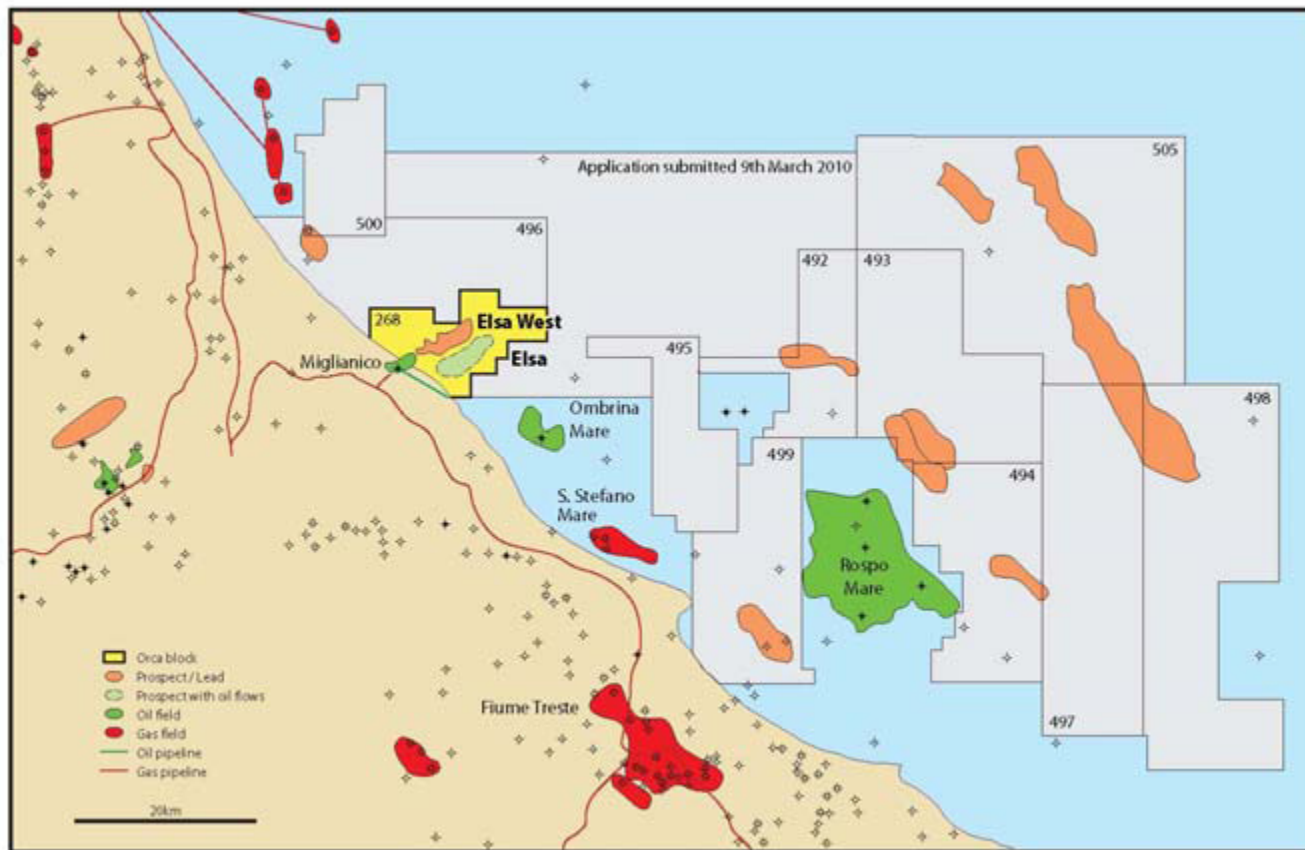 Application submitted 9th March 2010
505
500
496
492
493
268
Elsa West
Miglianico
Elsa
495
498
Ombrina
Mare
499
494
S. Stefano
Mare
Rospo
Mare
Fiume Treste
497
Orca block
Prospect / Lead
Prospect with oil flows
Oil field
Gas field
Oil pipeline
Gas pipeline
20km